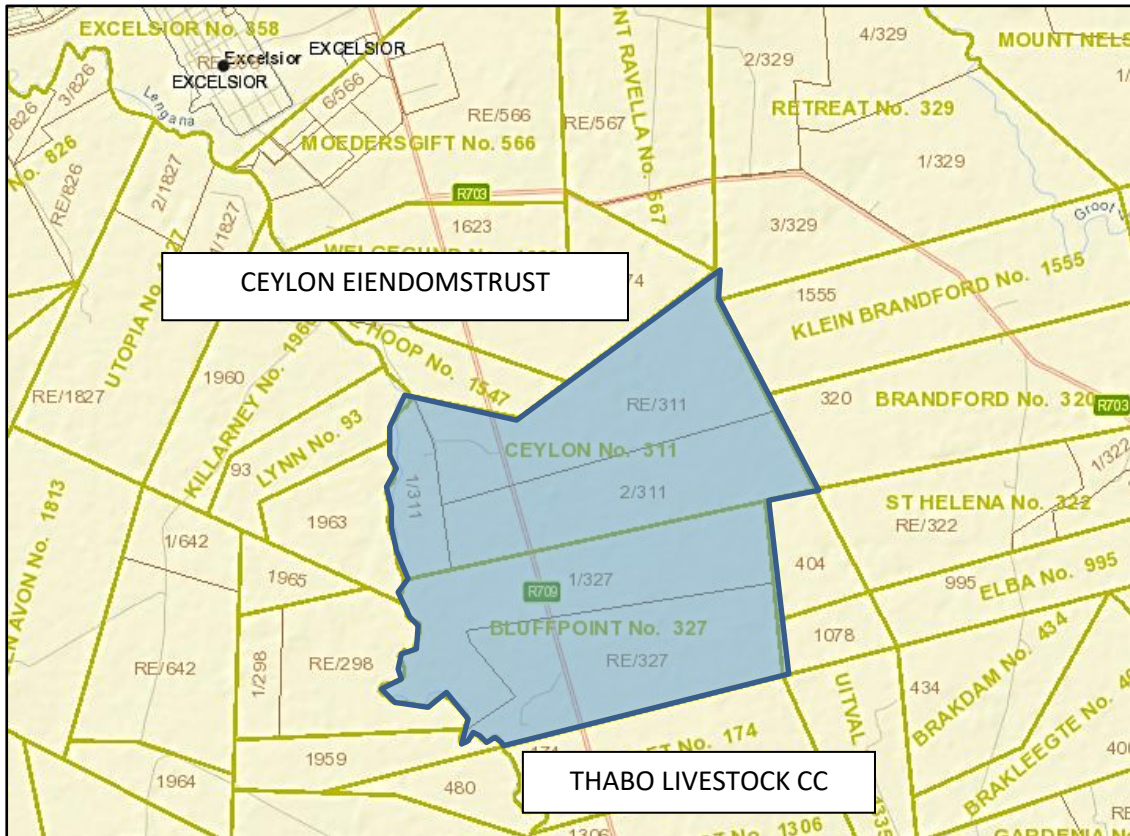 EXCELSIOR No. 358
Excelsior
EXCELSIOR
EXCELSIOR
Lengana
3/826
/826
No. 826
RE/826
2/1827
1/1827
6/566
RE/566
MOEDERSGIFT No. 566
RE/567
2/329
4/329
MOUNT NELS
RETREAT No. 329
1/329
3/329
R703
1623
Groot
CEYLON EIENDOMSTRUST
1555
KLEIN BRANDFORD No. 1555
RE/1827
1960
KILLARNEY No. 1960
HOOP No. 1547
93
LYNN No. 93
RE/311
320
BRANDFORD No. 320
R703
CEYLON No. 311
1/311
2/311
1/322
ST HELENA No. 322
RE/322
1963
1/642
1965
404
995
ELBA No. 995
1/327
R709
BLUFFPOINT No. 327
RE/327
1078
RE/642
1/298
RE/298
434
BRAKDAM No. 434
UITVAL
BRAKLEEGTE No.
AVON No. 1813
1959
1964
480
174
No. 174
THABO LIVESTOCK CC
1306
No. 1306